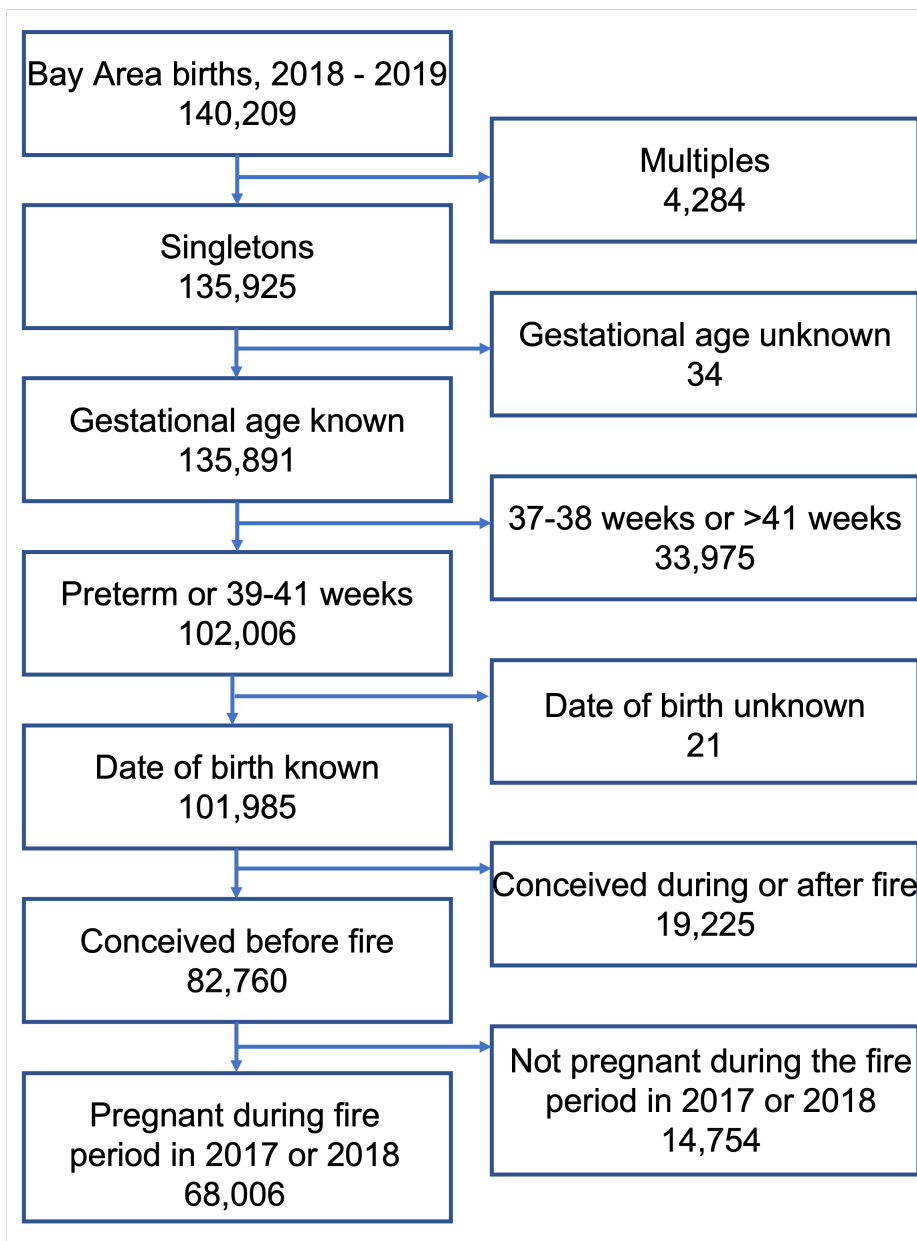 Bay Area births, 2018 - 2019
140,209
Multiples
4,284
Singletons
135,925
Gestational age unknown
34
Gestational age known
135,891
37-38 weeks or >41 weeks
33,975
Preterm or 39-41 weeks
102,006
Date of birth unknown
21
Date of birth known
101,985
Conceived during or after fire
19,225
Conceived before fire
82,760
Not pregnant during the fire
period in 2017 or 2018
14,754
Pregnant during fire
period in 2017 or 2018
68,006